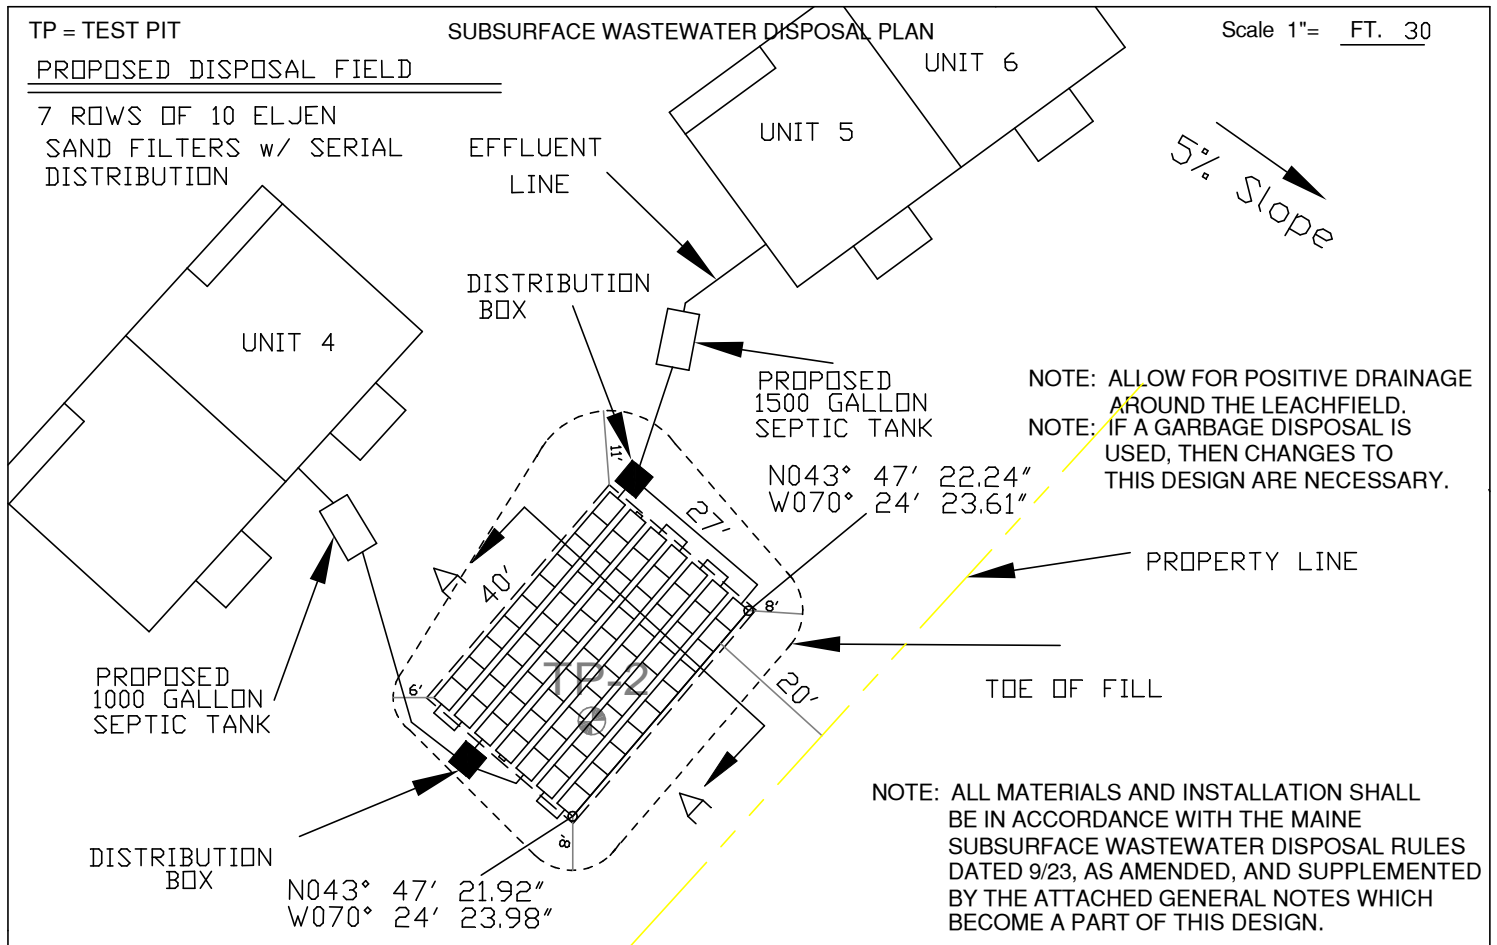 TP = TEST PIT
SUBSURFACE WASTEWATER DISPOSAL PLAN
Scale 1"= FT. 30
PROPOSED DISPOSAL FIELD
7 ROWS OF 10 ELJEN
SAND FILTERS w/ SERIAL
DISTRIBUTION
UNIT 6
UNIT 5
EFFLUENT
LINE
5% Slope
DISTRIBUTION
BOX
UNIT 4
PROPOSED
1500 GALLON
SEPTIC TANK
NOTE: ALLOW FOR POSITIVE DRAINAGE
AROUND THE LEACHFIELD.
NOTE: IF A GARBAGE DISPOSAL IS
USED, THEN CHANGES TO
THIS DESIGN ARE NECESSARY.
11'
N043° 47' 22.24"
W070° 24' 23.61"
27'
PROPERTY LINE
A
40'
8'
PROPOSED
1000 GALLON
SEPTIC TANK
TP-2
6'
20'
TOE OF FILL
A
8'
NOTE: ALL MATERIALS AND INSTALLATION SHALL
BE IN ACCORDANCE WITH THE MAINE
SUBSURFACE WASTEWATER DISPOSAL RULES
DATED 9/23, AS AMENDED, AND SUPPLEMENTED
BY THE ATTACHED GENERAL NOTES WHICH
BECOME A PART OF THIS DESIGN.
DISTRIBUTION
BOX
N043° 47' 21.92"
W070° 24' 23.98"